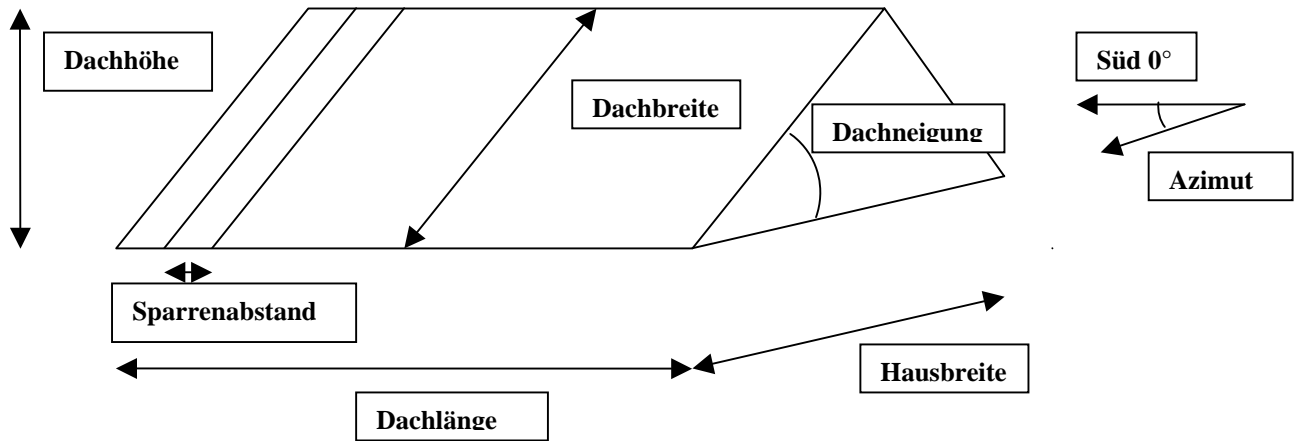 Dachhöhe
Süd 0°
Dachbreite
Dachneigung
Azimut
Sparrenabstand
Hausbreite
Dachlänge